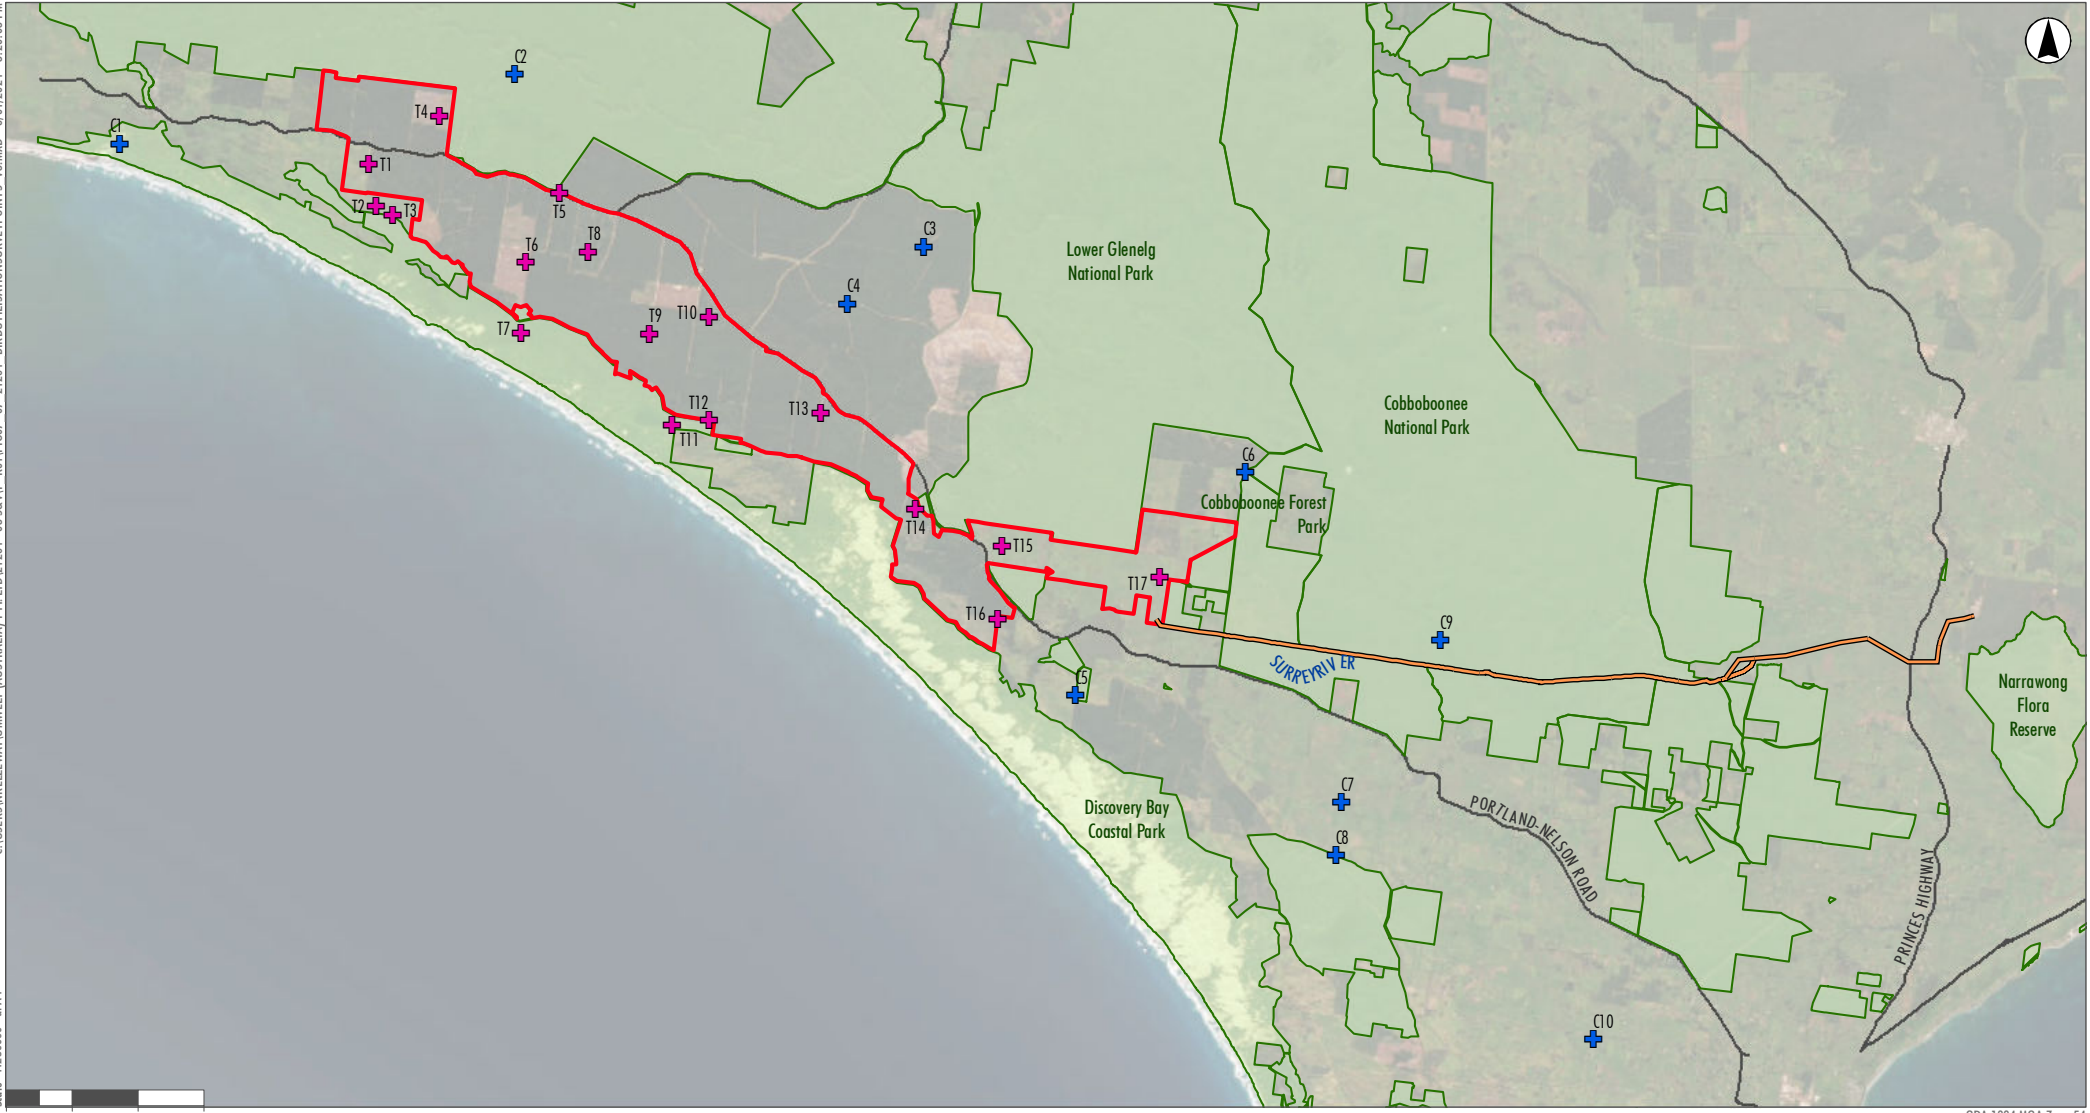 C2
T4
C1
T1
T2
T3
T5
T6
T8
C3
C4
T7
T9
T10
Lower Glenelg
National Park
Cobboboonee
National Park
T12
T11
T13
C6
Cobboboonee Forest
Park
T14
T15
T17
T16
C9
SURREYRIV ER
C5
Narrawong
Flora
Reserve
Discovery Bay
Coastal Park
C7
C8
PORTLAND-NELSON ROAD
PRINCES HIGHWAY
C10